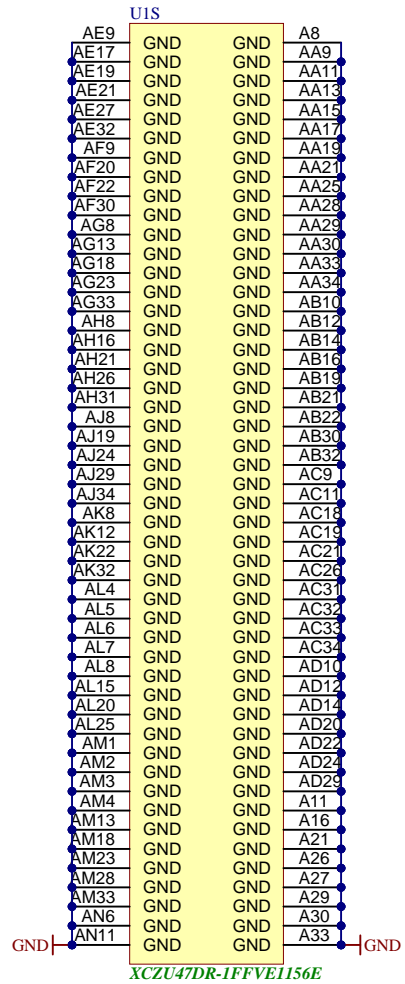 U1S
AE9 GND GND A8
AE17 GND GND AA9
AE19 GND GND AA11
AE21 GND GND AA13
AE27 GND GND AA15
AE32 GND GND AA17
AF9 GND GND AA19
AF20 GND GND AA21
AF22 GND GND AA25
AF30 GND GND AA28
AG8 GND GND AA29
AG13 GND GND AA30
AG18 GND GND AA33
AG23 GND GND AA34
AG33 GND GND AB10
AH8 GND GND AB12
AH16 GND GND AB14
AH21 GND GND AB16
AH26 GND GND AB19
AH31 GND GND AB21
AJ8 GND GND AB22
AJ19 GND GND AB30
AJ24 GND GND AB32
AJ29 GND GND AC9
AJ34 GND GND AC11
AK8 GND GND AC18
AK12 GND GND AC19
AK22 GND GND AC21
AK32 GND GND AC26
AL4 GND GND AC31
AL5 GND GND AC32
AL6 GND GND AC33
AL7 GND GND AC34
AL8 GND GND AD10
AL15 GND GND AD12
AL20 GND GND AD14
AL25 GND GND AD20
AM1 GND GND AD22
AM2 GND GND AD24
AM3 GND GND AD29
AM4 GND GND A11
AM13 GND GND A16
AM18 GND GND A21
AM23 GND GND A26
AM28 GND GND A27
AM33 GND GND A29
AN6 GND GND A30
GND AN11 GND GND A33 GND
XCZU47DR-1FFVE1156E